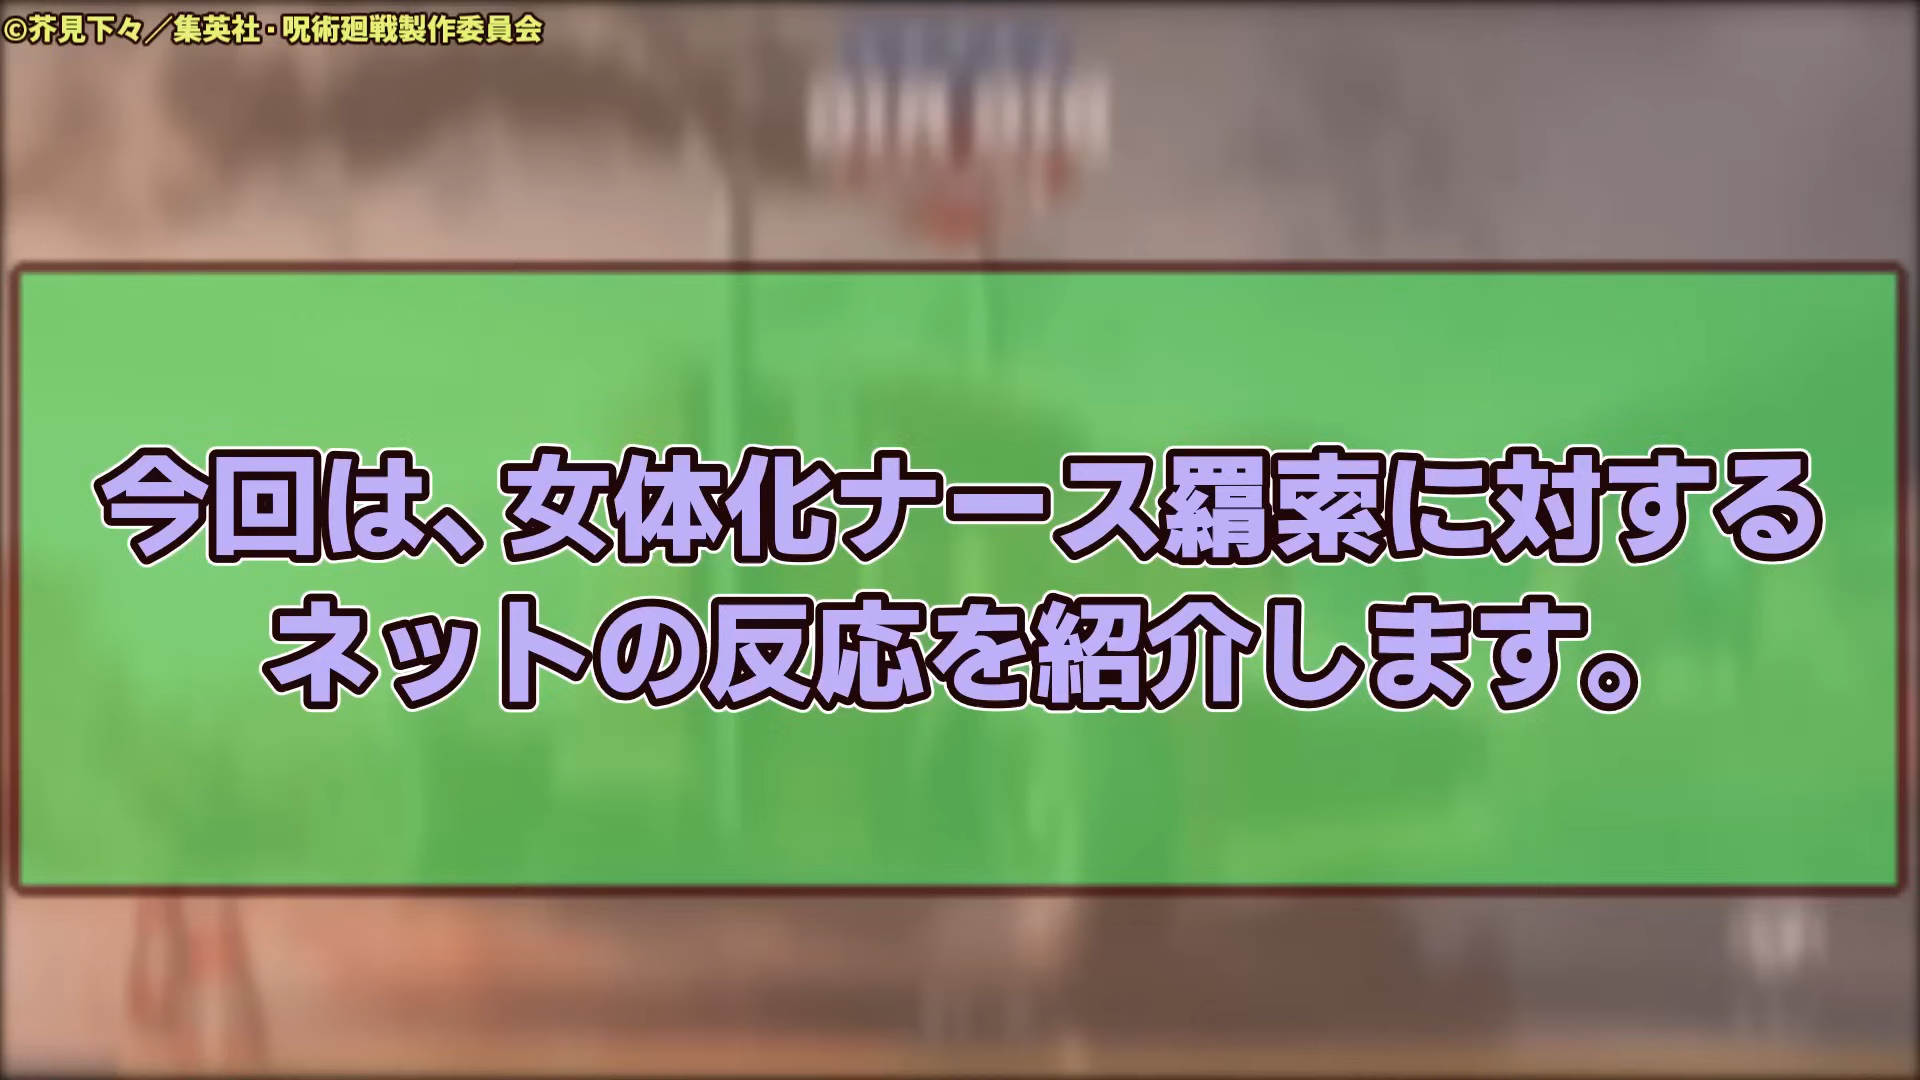 ©芥見下々／集英社・呪術廻戦製作委員会
今回は、女体化ナース羂索に対する
ネットの反応を紹介します。